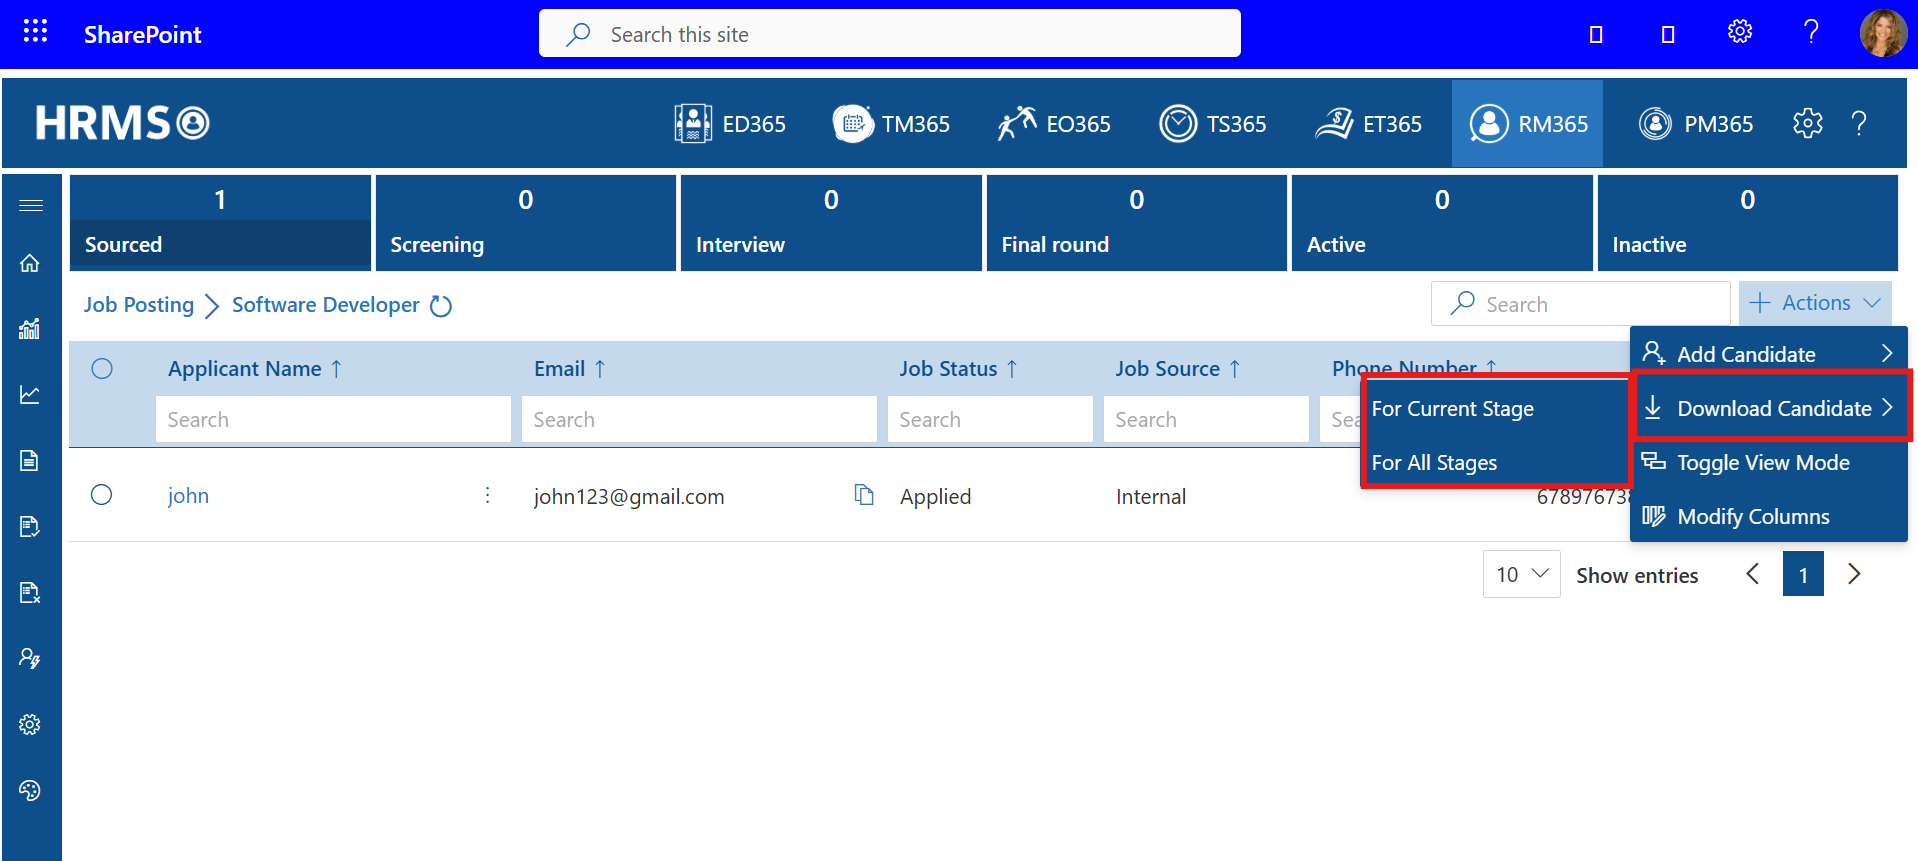 SharePoint
Search this site
HRMS
ED365
TM365
EO365
TS365
ET365
RM365
PM365
1
Sourced
0
Screening
0
Interview
0
Final round
0
Active
0
Inactive
Job Posting
Software Developer
Search
Actions
Applicant Name
Email
Job Status
Job Source
Phone Number
Search
Search
Search
Search
Sea
Add Candidate
Download Candidate
Toggle View Mode
Modify Columns
For Current Stage
For All Stages
john
john123@gmail.com
Applied
Internal
67897673
10
Show entries
1